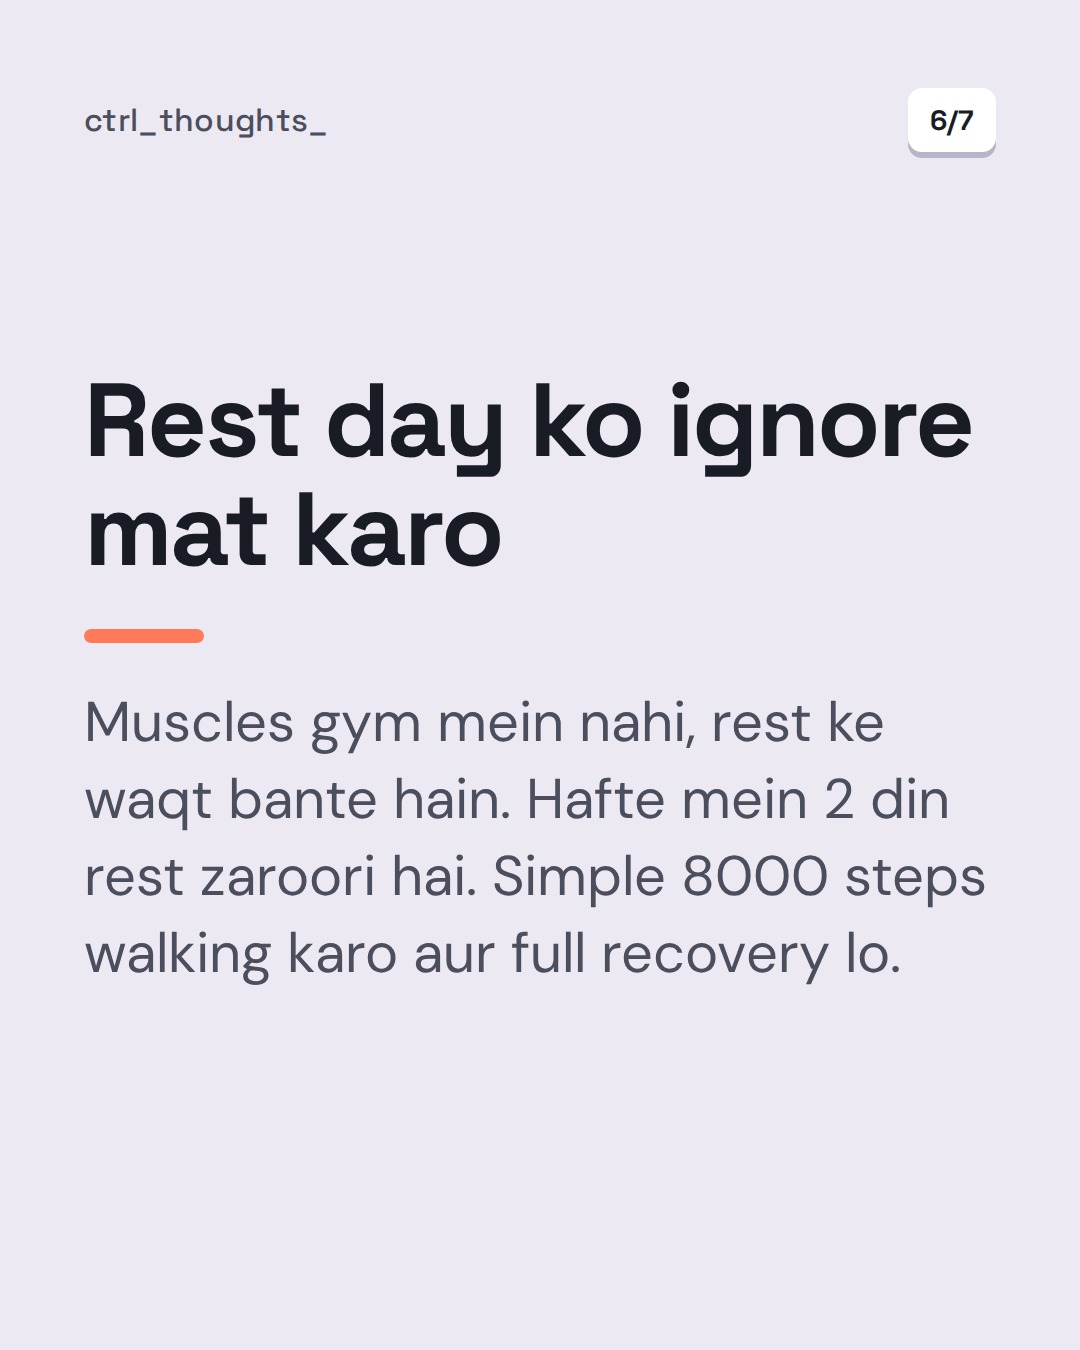 ctrl_thoughts_
6/7
Rest day ko ignore
mat karo
Muscles gym mein nahi, rest ke
waqt bante hain. Hafte mein 2 din
rest zaroori hai. Simple 8000 steps
walking karo aur full recovery lo.